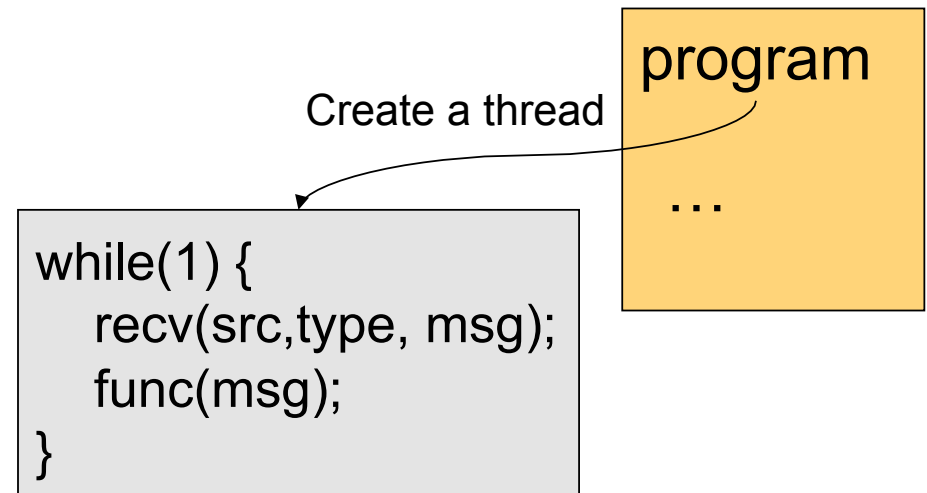 program
Create a thread
…
while(1) {
recv(src,type, msg);
func(msg);
}